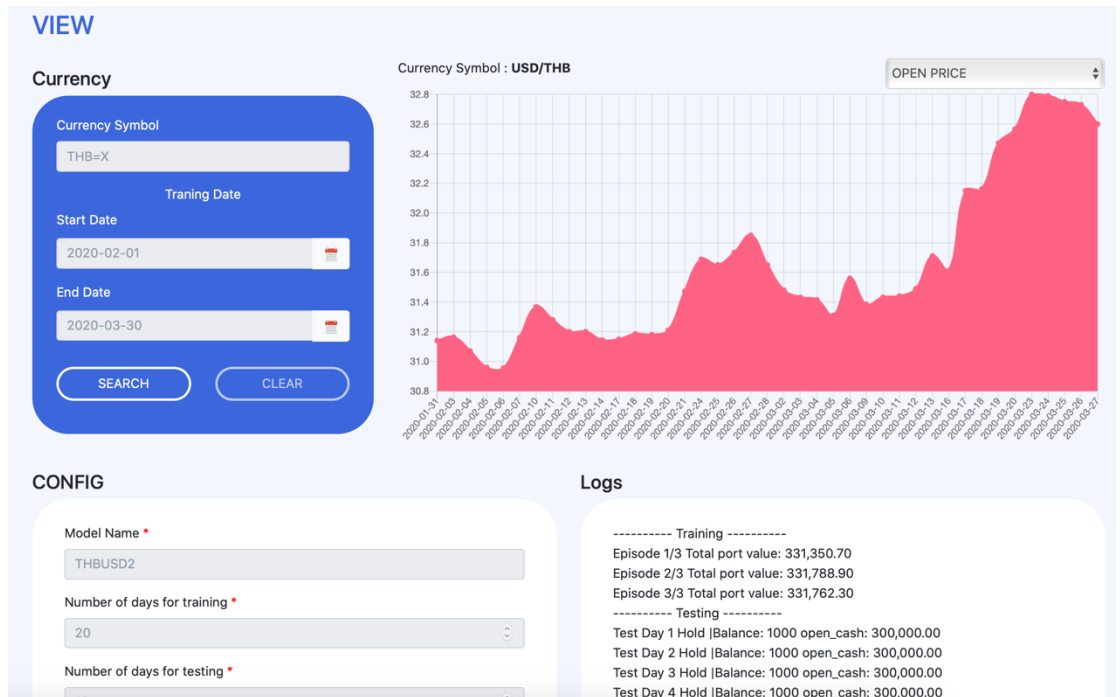 VIEW
Currency
Currency Symbol
THB=X
Traning Date
Start Date
2020-02-01
End Date
2020-03-30
SEARCH CLEAR
Currency Symbol : USD/THB
OPEN PRICE
32.8
32.6
32.4
32.2
32.0
31.8
31.6
31.4
31.2
31.0
30.8
2020-01-31
2020-02-03
2020-02-04
2020-02-05
2020-02-06
2020-02-07
2020-02-10
2020-02-11
2020-02-12
2020-02-13
2020-02-14
2020-02-17
2020-02-18
2020-02-19
2020-02-20
2020-02-21
2020-02-24
2020-02-25
2020-02-26
2020-02-27
2020-02-28
2020-03-02
2020-03-03
2020-03-04
2020-03-05
2020-03-06
2020-03-09
2020-03-10
2020-03-11
2020-03-12
2020-03-13
2020-03-16
2020-03-17
2020-03-18
2020-03-19
2020-03-20
2020-03-23
2020-03-24
2020-03-25
2020-03-26
2020-03-27
CONFIG
Model Name *
THBUSD2
Number of days for training *
20
Number of days for testing *
Logs
---------- Training ----------
Episode 1/3 Total port value: 331,350.70
Episode 2/3 Total port value: 331,788.90
Episode 3/3 Total port value: 331,762.30
---------- Testing ----------
Test Day 1 Hold |Balance: 1000 open_cash: 300,000.00
Test Day 2 Hold |Balance: 1000 open_cash: 300,000.00
Test Day 3 Hold |Balance: 1000 open_cash: 300,000.00
Test Day 4 Hold |Balance: 1000 open_cash: 300,000.00